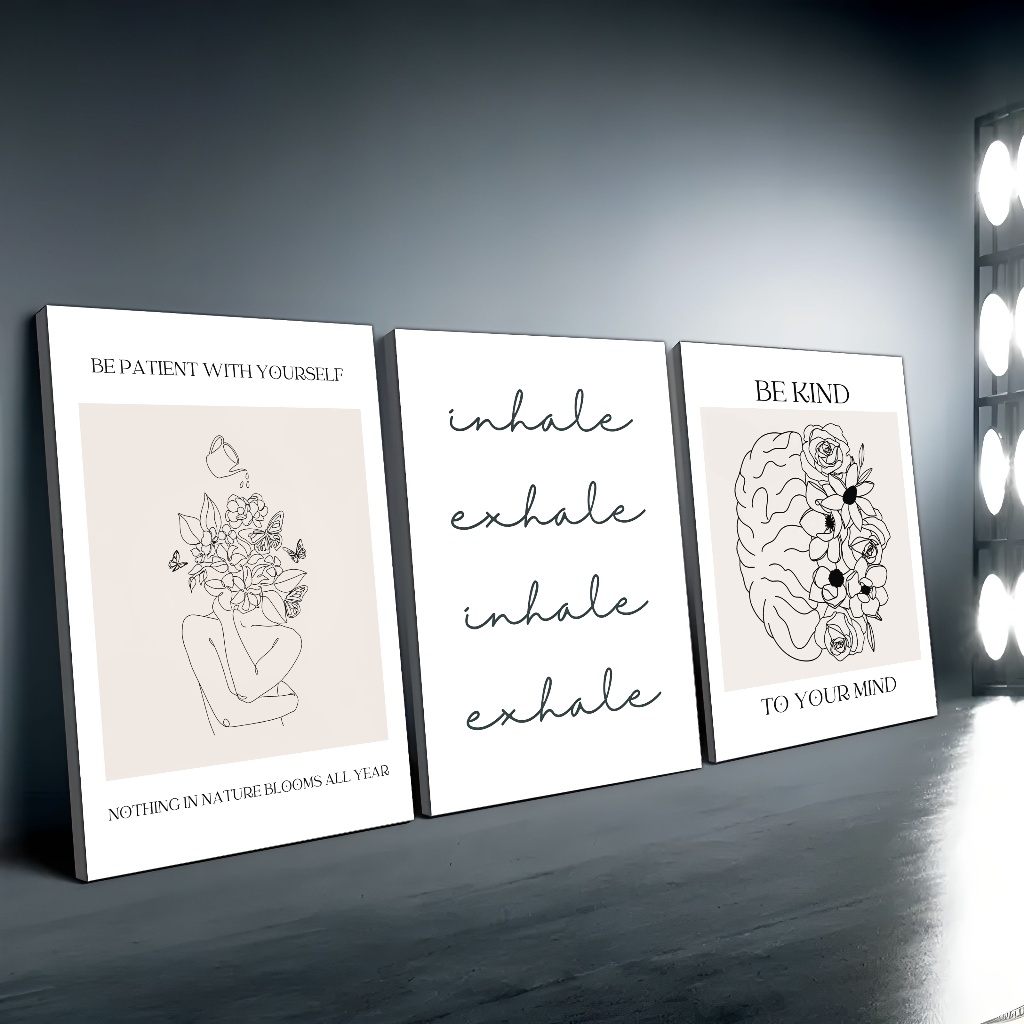 BE PATIENT WITH YOURSELF
NOTHING IN NATURE BLOOMS ALL YEAR
inhale
exhale
inhale
exhale
BE KIND
TO YOUR MIND